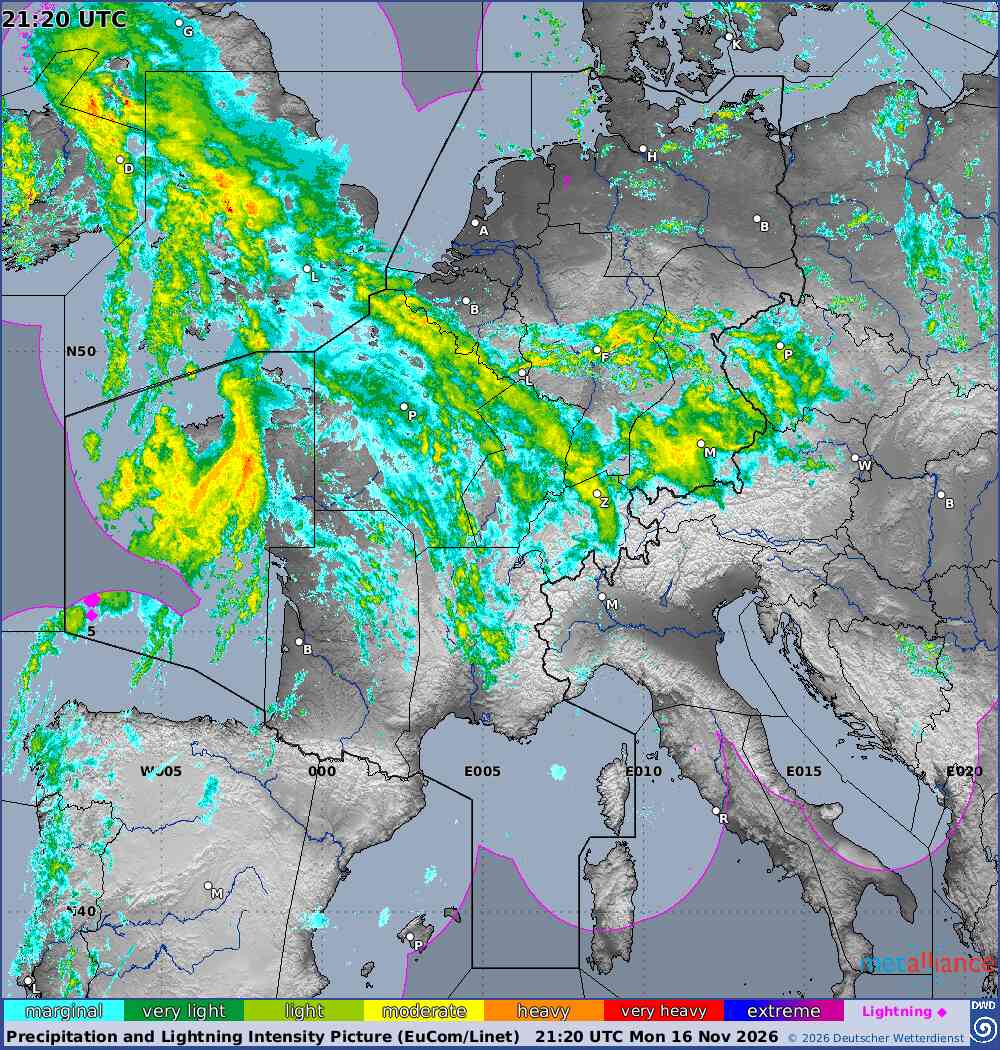 21:20 UTC
G
K
D
H
A
B
L
B
N50
F
P
L
P
M
W
Z
B
M
5
B
W005
000
E005
E010
E015
E020
R
M
N40
P
L
metalliance
marginal very light light moderate heavy very heavy extreme Lightning ◆
DWD
Precipitation and Lightning Intensity Picture (EuCom/Linet) 21:20 UTC Mon 16 Nov 2026 © 2026 Deutscher Wetterdienst